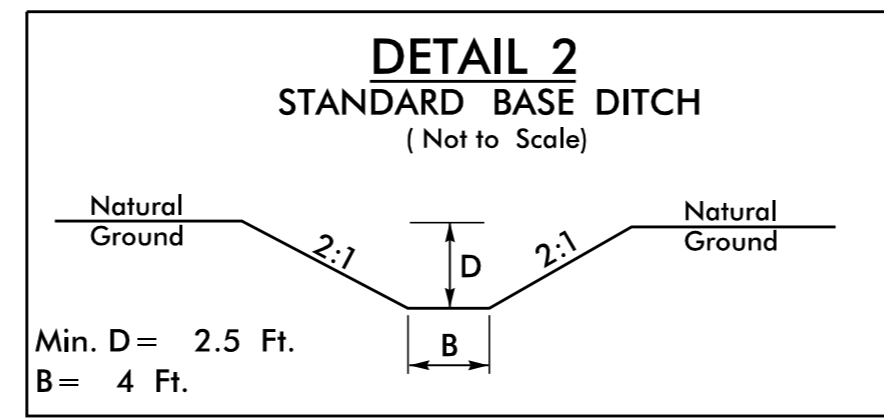 DETAIL 2
STANDARD BASE DITCH
( Not to Scale)
Natural
Ground
2:1
D
2:1
Natural
Ground
Min. D= 2.5 Ft.
B
B= 4 Ft.